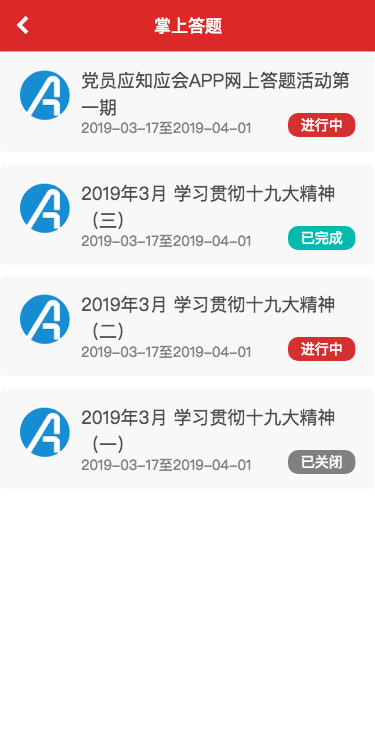 掌上答题
党员应知应会APP网上答题活动第
一期
2019-03-17至2019-04-01
进行中
2019年3月 学习贯彻十九大精神
（三）
2019-03-17至2019-04-01
已完成
2019年3月 学习贯彻十九大精神
（二）
2019-03-17至2019-04-01
进行中
2019年3月 学习贯彻十九大精神
（一）
2019-03-17至2019-04-01
已关闭